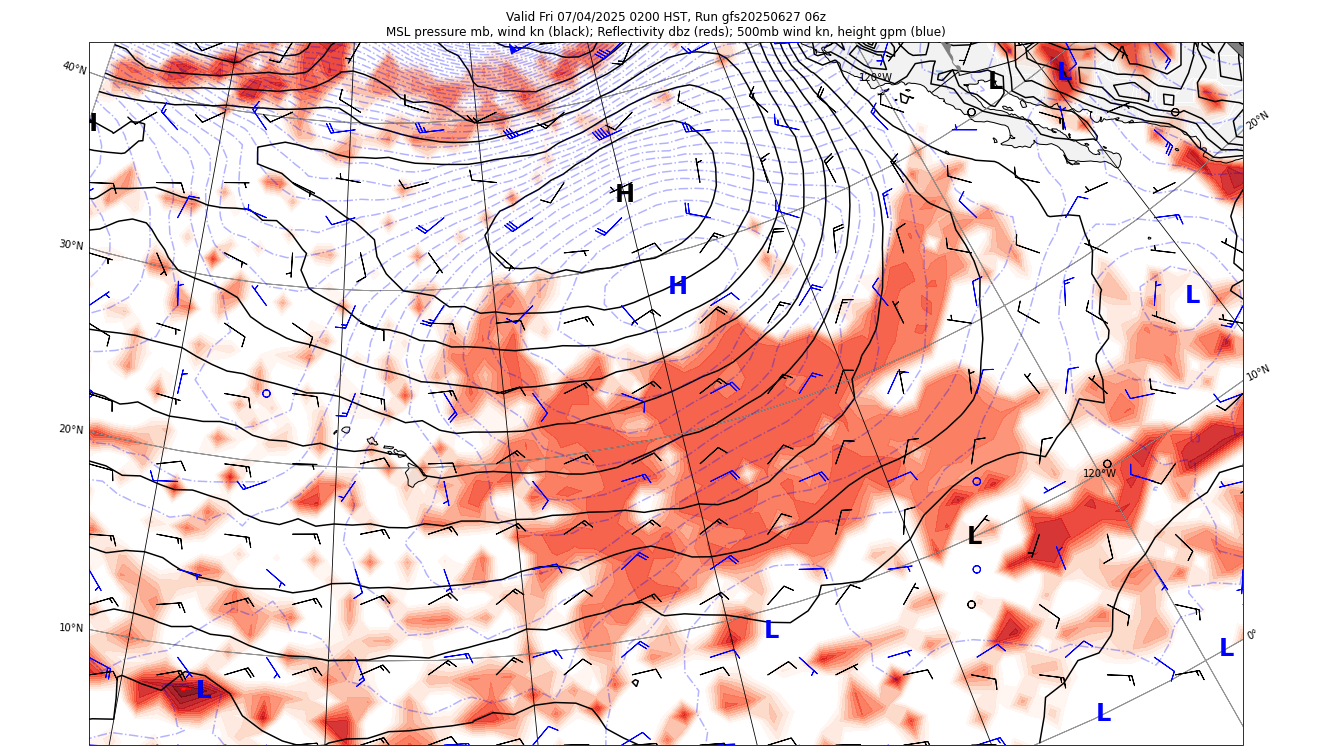 Valid Fri 07/04/2025 0200 HST, Run gfs20250627 06z
MSL pressure mb, wind kn (black); Reflectivity dbz (reds); 500mb wind kn, height gpm (blue)
40°N
120°W
L
L
20°N
H
H
30°N
H
L
10°N
20°N
L
120°W
L
10°N
L
0°
L
L
L